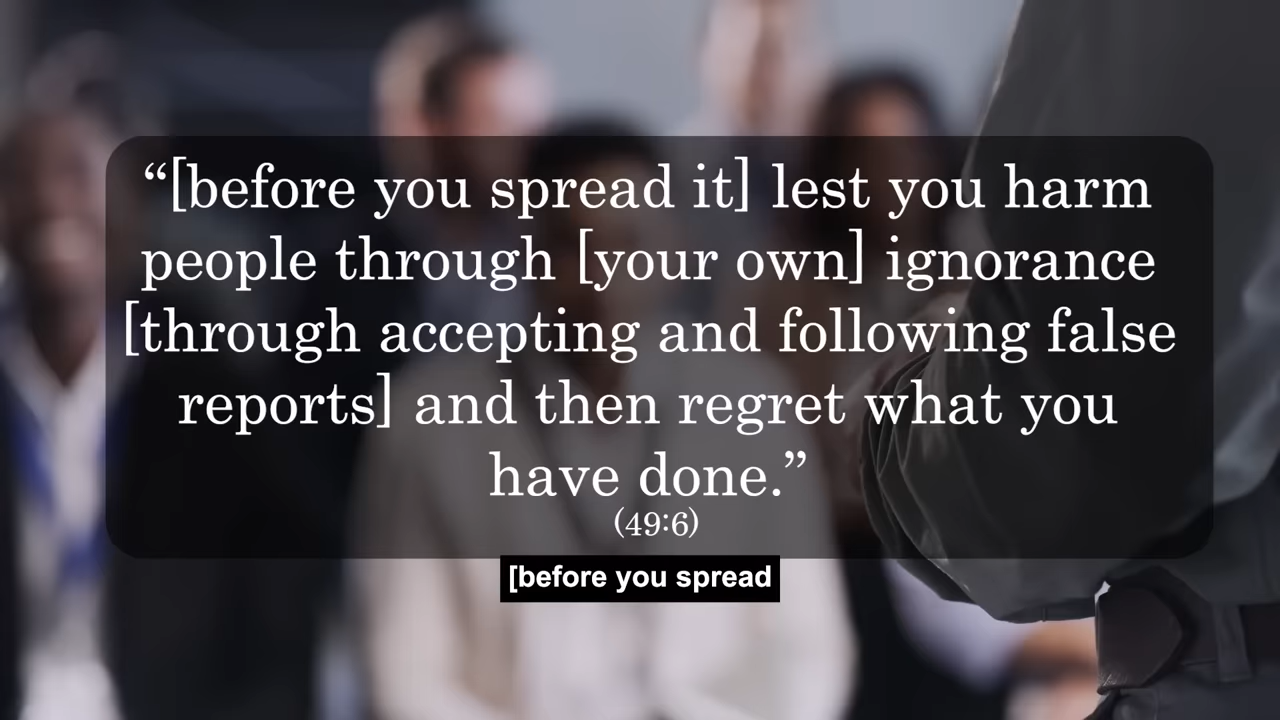 “[before you spread it] lest you harm
people through [your own] ignorance
[through accepting and following false
reports] and then regret what you
have done.”
(49:6)
[before you spread